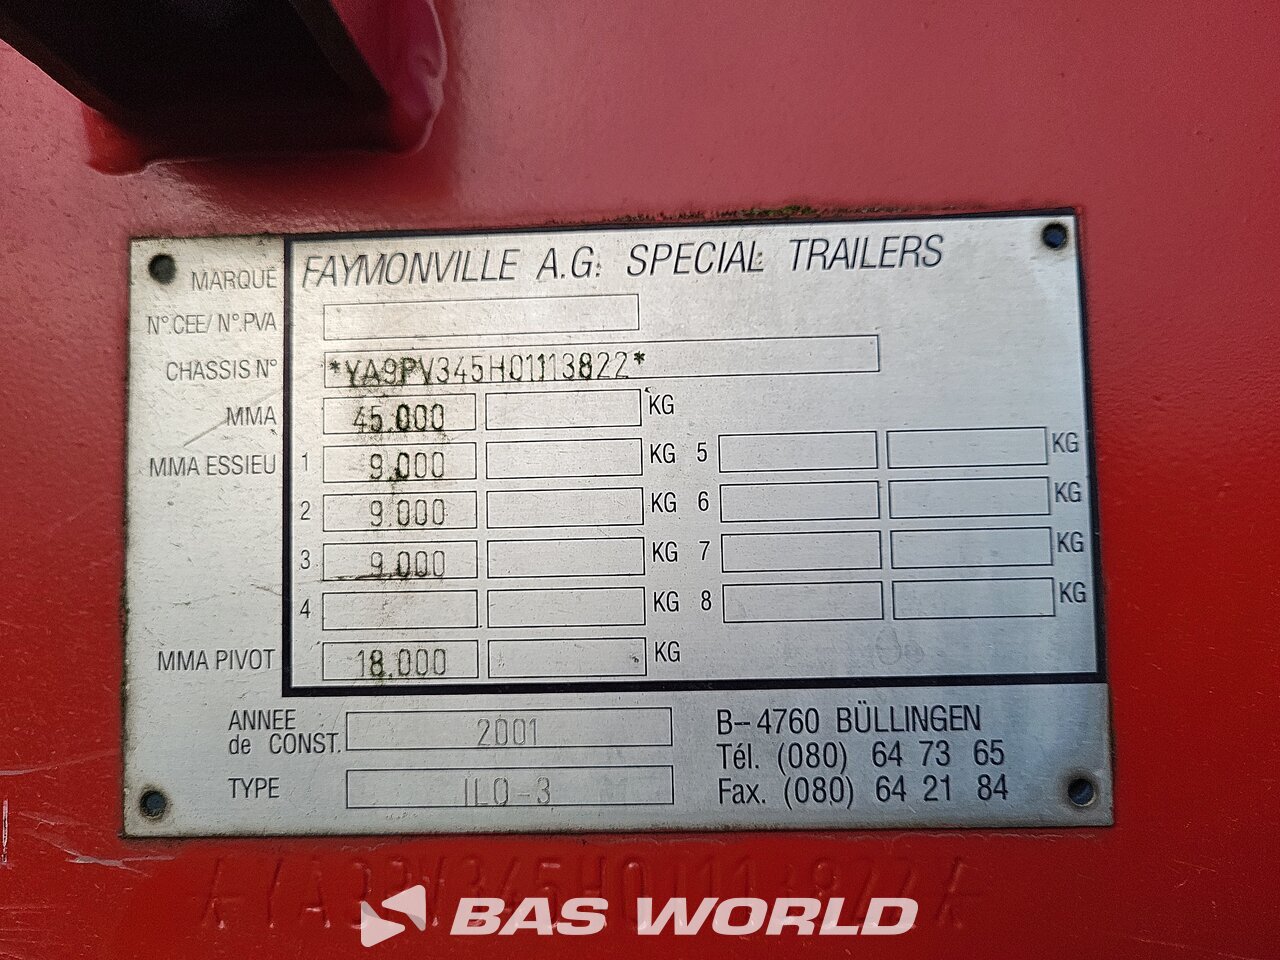 MARQUE FAYMONVILLE A.G. SPECIAL TRAILERS
N°.CEE/ N°.PVA
CHASSIS N° *YA9PV345H01113822*
MMA 45.000 KG
MMA ESSIEU 1 9.000 KG 5 KG
2 9.000 KG 6 KG
3 9.000 KG 7 KG
4 KG 8 KG
MMA PIVOT 18.000 KG
ANNEE de CONST. 2001
TYPE ILO-3
B-4760 BÜLLINGEN
Tél. (080) 64 73 65
Fax. (080) 64 21 84
BAS WORLD